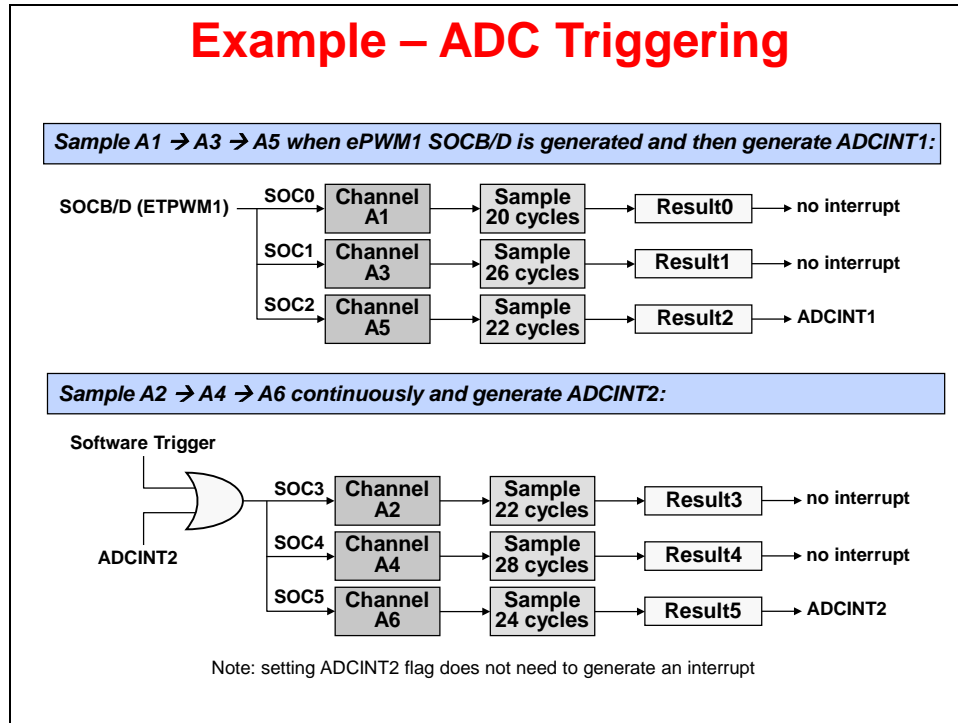 Example – ADC Triggering
Sample A1 → A3 → A5 when ePWM1 SOCB/D is generated and then generate ADCINT1:
SOCB/D (ETPWM1)
SOC0
Channel
A1
Sample
20 cycles
Result0
no interrupt
SOC1
Channel
A3
Sample
26 cycles
Result1
no interrupt
SOC2
Channel
A5
Sample
22 cycles
Result2
ADCINT1
Sample A2 → A4 → A6 continuously and generate ADCINT2:
Software Trigger
ADCINT2
SOC3
Channel
A2
Sample
22 cycles
Result3
no interrupt
SOC4
Channel
A4
Sample
28 cycles
Result4
no interrupt
SOC5
Channel
A6
Sample
24 cycles
Result5
ADCINT2
Note: setting ADCINT2 flag does not need to generate an interrupt